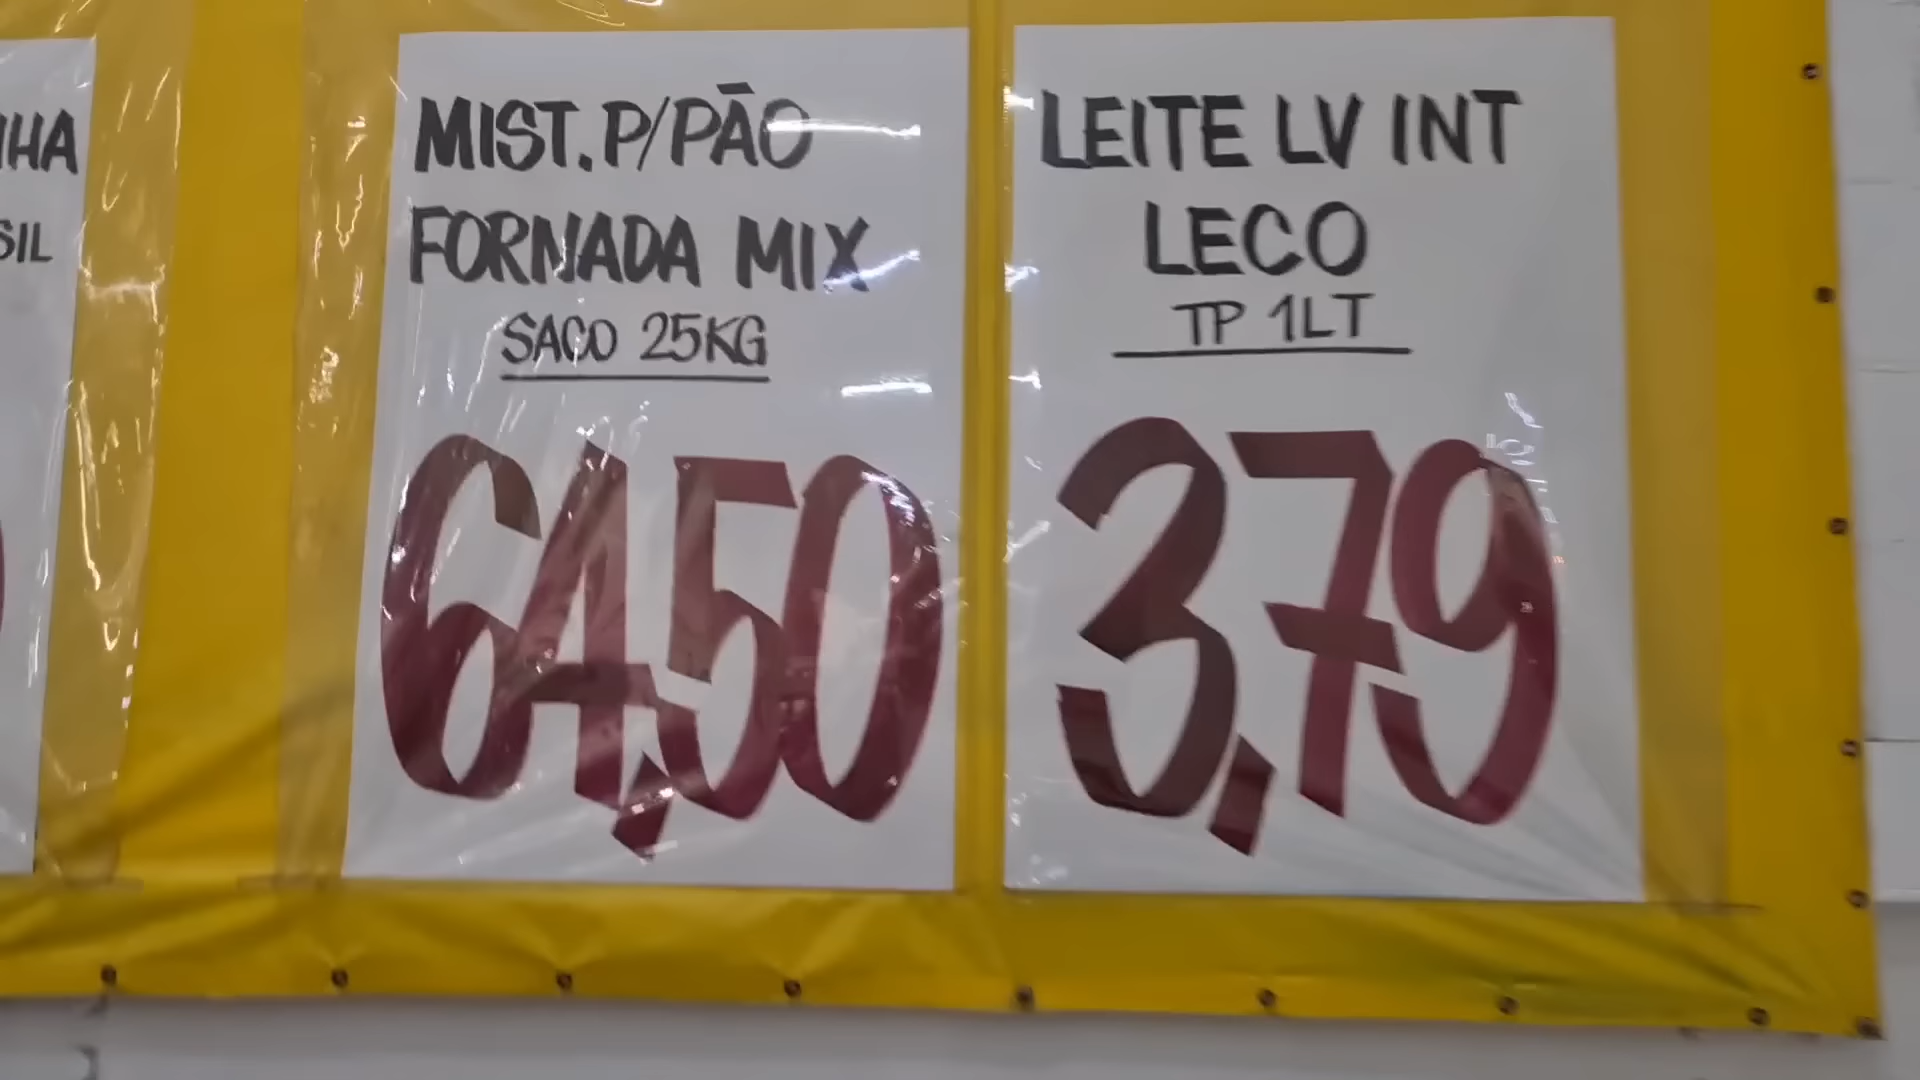 MIST. P/PÃO
FORNADA MIX
SACO 25KG
64,50
LEITE LV INT
LECO
TP 1LT
3,79